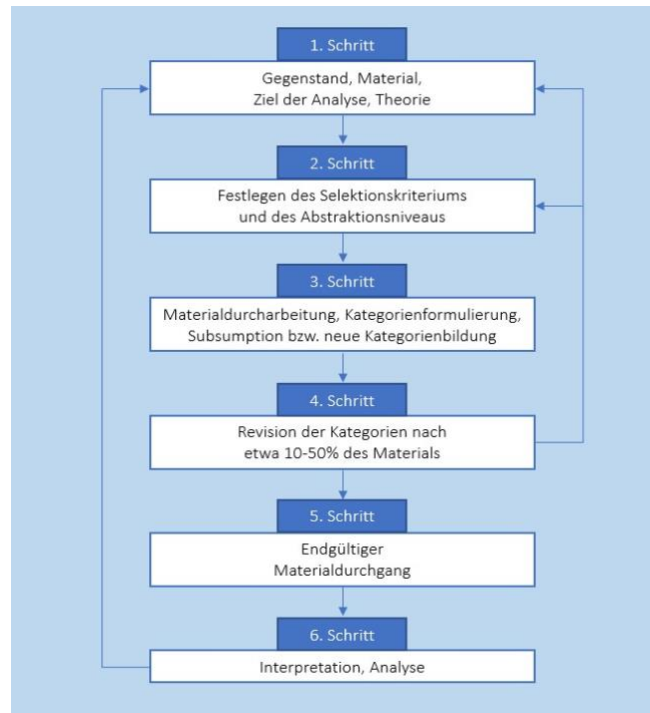 1. Schritt
Gegenstand, Material,
Ziel der Analyse, Theorie
2. Schritt
Festlegen des Selektionskriteriums
und des Abstraktionsniveaus
3. Schritt
Materialdurcharbeitung, Kategorienformulierung,
Subsumption bzw. neue Kategorienbildung
4. Schritt
Revision der Kategorien nach
etwa 10-50% des Materials
5. Schritt
Endgültiger
Materialdurchgang
6. Schritt
Interpretation, Analyse